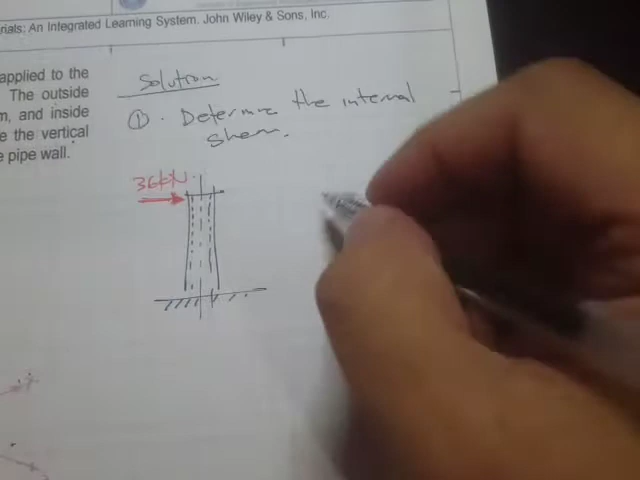 rials: An Integrated Learning System. John Wiley & Sons, Inc.
applied to the
The outside
m, and inside
e the vertical
e pipe wall.
Solution
① . Determine the internal
shear.
36kN.